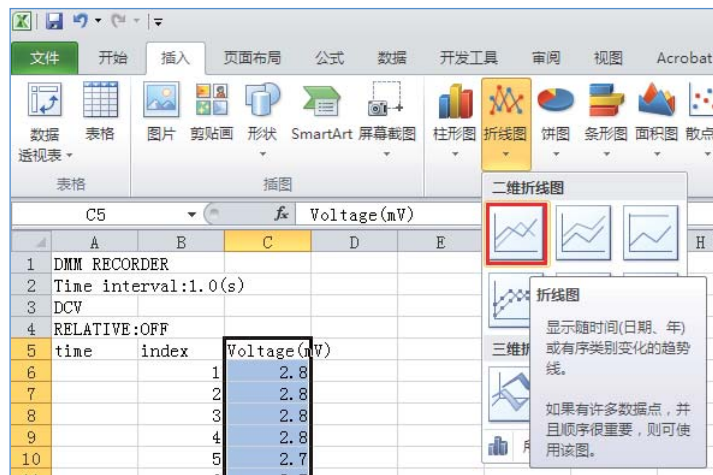 文件 开始 插入 页面布局 公式 数据 开发工具 审阅 视图 Acrobat
数据透视表 表格 图片 剪贴画 形状 SmartArt 屏幕截图 柱形图 折线图 饼图 条形图 面积图 散点
表格 插图
二维折线图
C5 fx Voltage(mV)
A B C D E H
1 DMM RECORDER
2 Time interval:1.0(s)
3 DCV
4 RELATIVE:OFF
5 time index Voltage(mV)
6 1 2.8
7 2 2.8
8 3 2.8
9 4 2.8
10 5 2.7
三维折
折线图
显示随时间(日期、年)
或有序类别变化的趋势
线。
如果有许多数据点，并
且顺序很重要，则可使
用该图。